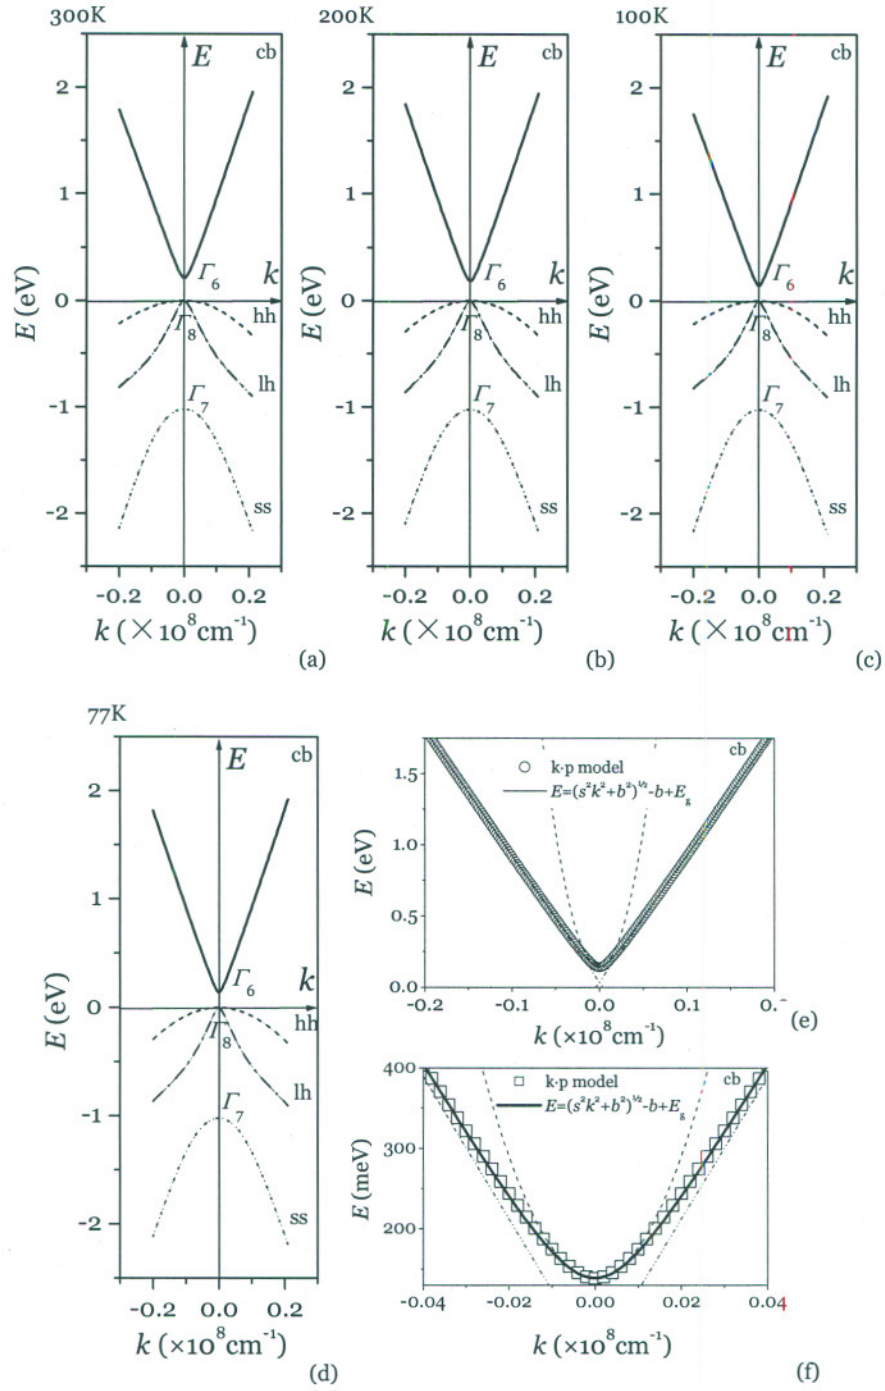 300K
E
cb
2
1
0
-1
-2
E (eV)
Γ6
k
hh
Γ8
lh
Γ7
ss
-0.2 0.0 0.2
k (×10⁸cm⁻¹)
(a)
200K
E
cb
2
1
0
-1
-2
E (eV)
Γ6
k
hh
Γ8
lh
Γ7
ss
-0.2 0.0 0.2
k (×10⁸cm⁻¹)
(b)
100K
E
cb
2
1
0
-1
-2
E (eV)
Γ6
k
hh
Γ8
lh
Γ7
ss
-0.2 0.0 0.2
k (×10⁸cm⁻¹)
(c)
77K
E
cb
2
1
0
-1
-2
E (eV)
Γ6
k
hh
Γ8
lh
Γ7
ss
-0.2 0.0 0.2
k (×10⁸cm⁻¹)
(d)
cb
k·p model
E=(s²k²+b²)^½-b+Eg
1.5
1.0
0.5
0.0
E (eV)
-0.2 -0.1 0.0 0.1
k (×10⁸cm⁻¹)
(e)
cb
k·p model
E=(s²k²+b²)^½-b+Eg
400
300
200
E (meV)
-0.04 -0.02 0.00 0.02 0.04
k (×10⁸cm⁻¹)
(f)